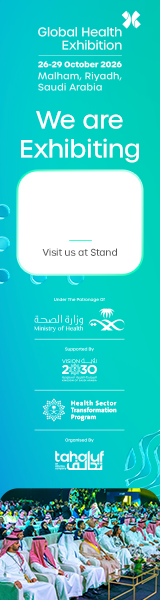 Global Health
Exhibition
26-29 October 2026
Malham, Riyadh,
Saudi Arabia
We are
Exhibiting
Visit us at Stand
Under The Patronage Of
وزارة الصحة
Ministry of Health
Supported By
VISION رؤيــة
2030
Health Sector
Transformation
Program
Organised By
tahaluf
تحالف